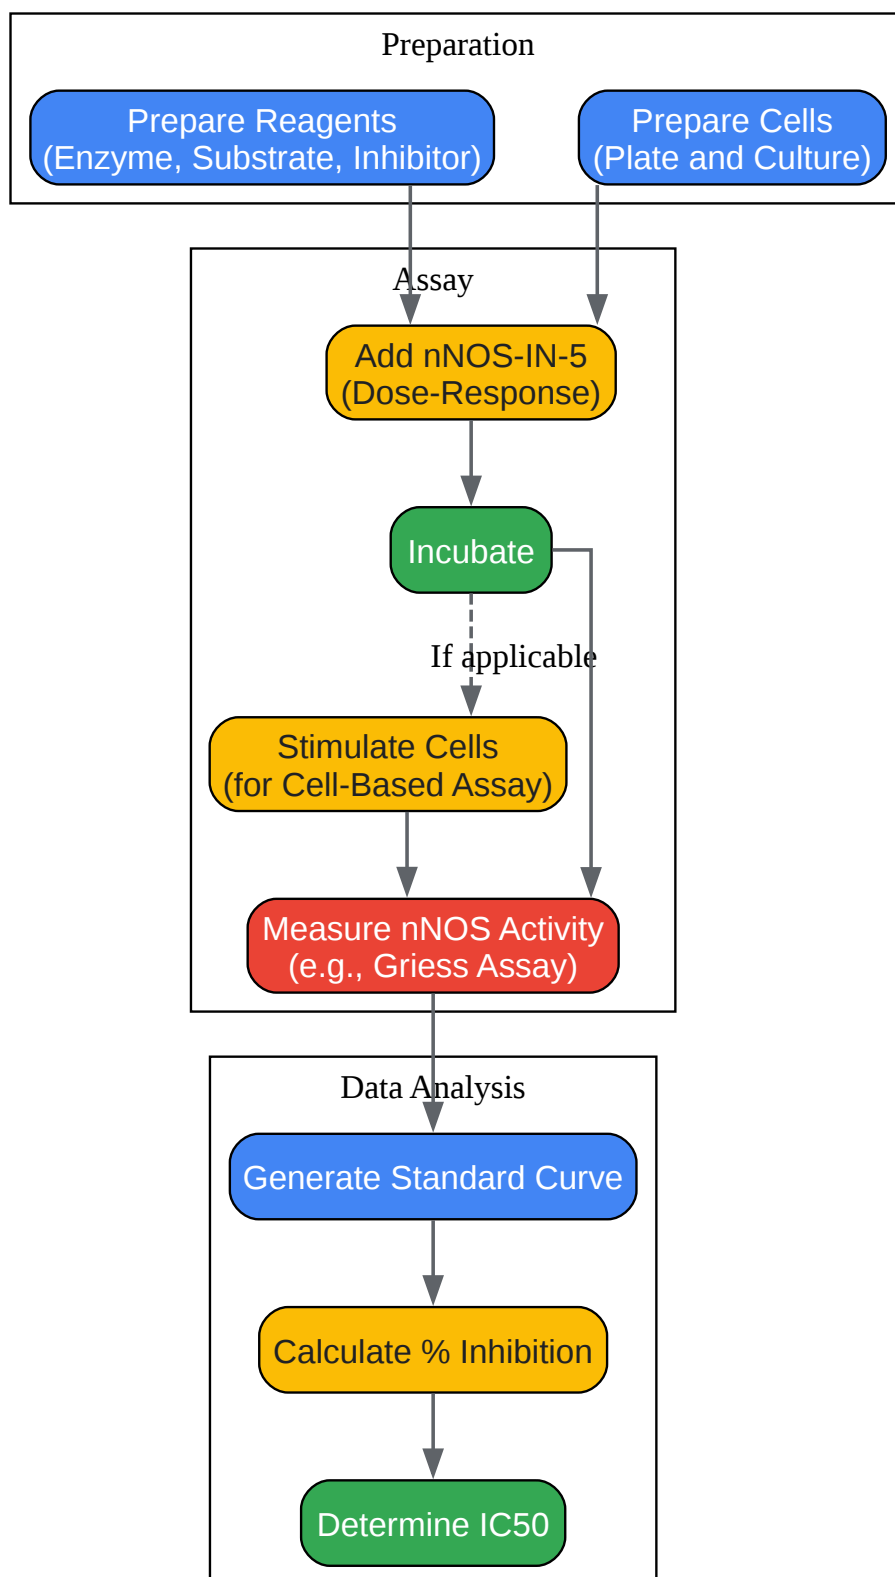 Preparation
Prepare Reagents
(Enzyme, Substrate, Inhibitor)
Prepare Cells
(Plate and Culture)
Assay
Add nNOS-IN-5
(Dose-Response)
Incubate
If applicable
Stimulate Cells
(for Cell-Based Assay)
Measure nNOS Activity
(e.g., Griess Assay)
Data Analysis
Generate Standard Curve
Calculate % Inhibition
Determine IC50